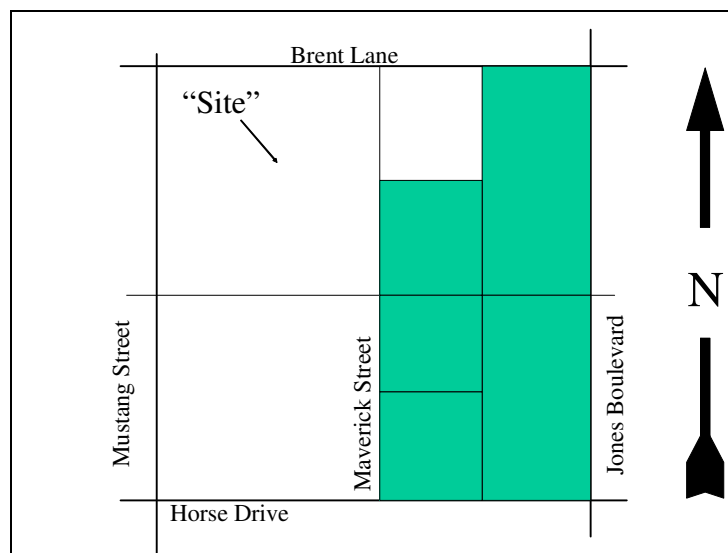 Brent Lane
“Site”
N
Mustang Street
Maverick Street
Jones Boulevard
Horse Drive